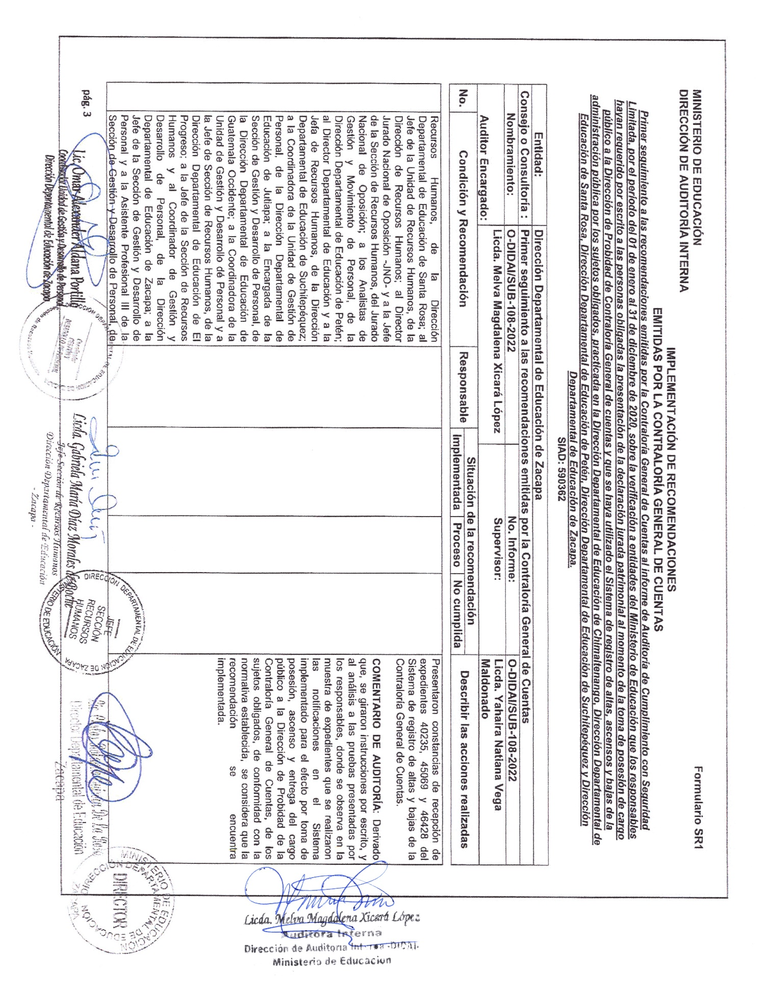 MINISTERIO DE EDUCACIÓN
DIRECCIÓN DE AUDITORÍA INTERNA
Formulario SR1
IMPLEMENTACIÓN DE RECOMENDACIONES
EMITIDAS POR LA CONTRALORÍA GENERAL DE CUENTAS
Primer seguimiento a las recomendaciones emitidas por la Contraloría General de Cuentas al Informe de Auditoría de Cumplimiento con Seguridad
Limitada, por el período del 01 de enero al 31 de diciembre de 2020, sobre la verificación a entidades del Ministerio de Educación que los responsables
hayan requerido por escrito a las personas obligadas la presentación de la declaración jurada patrimonial al momento de la toma de posesión de cargo
público a la Dirección de Probidad de Contraloría General de cuentas y que se haya utilizado el Sistema de registro de altas, ascensos y bajas de la
administración pública por los sujetos obligados, practicada en la Dirección Departamental de Educación de Chimaltenango, Dirección Departamental de
Educación de Santa Rosa, Dirección Departamental de Educación de Petén, Dirección Departamental de Educación de Suchitepéquez y Dirección
Departamental de Educación de Zacapa.
SIAD: 590362
Entidad: Dirección Departamental de Educación de Zacapa
Consejo o Consultoría : Primer seguimiento a las recomendaciones emitidas por la Contraloría General de Cuentas
Nombramiento: O-DIDAI/SUB-108-2022 No. Informe: O-DIDAI/SUB-108-2022
Auditor Encargado: Licda. Melva Magdalena Xicará López Supervisor: Licda. Yahaira Natiana Vega
Maldonado
No. Condición y Recomendación Responsable Situación de la recomendación Describir las acciones realizadas
Implementada Proceso No cumplida
Recursos Humanos, de la Dirección
Departamental de Educación de Santa Rosa; al
Jefe de la Unidad de Recursos Humanos, de la
Dirección de Recursos Humanos; al Director
Jurado Nacional de Oposición -JNO- y a la Jefe
de la Sección de Recursos Humanos, del Jurado
Nacional de Oposición; a los Analistas de
Gestión y Movimiento de Personal, de la
Dirección Departamental de Educación de Petén;
al Director Departamental de Educación y a la
Jefa de Recursos Humanos, de la Dirección
Departamental de Educación de Suchitepéquez;
a la Coordinadora de la Unidad de Gestión de
Personal, de la Dirección Departamental de
Educación de Jutiapa; a la Encargada de la
Sección de Gestión y Desarrollo de Personal, de
la Dirección Departamental de Educación de
Guatemala Occidente; a la Coordinadora de la
Unidad de Gestión y Desarrollo dé Personal y a
la Jefe de Sección de Recursos Humanos, de la
Dirección Departamental de Educación de El
Progreso; a la Jefe de la Sección de Recursos
Humanos y al Coordinador de Gestión y
Desarrollo de Personal, de la Dirección
Departamental de Educación de Zacapa; a la
Jefe de la Sección de Gestión y Desarrollo de
Personal y a la Asistente Profesional III de la
Sección de Gestión y Desarrollo de Personal, de
Presentaron constancias de recepción de
expedientes 40235, 45069 y 46428 del
Sistema de registro de altas y bajas de la
Contraloría General de Cuentas.
COMENTARIO DE AUDITORÍA: Derivado
que, se giraron instrucciones por escrito, y
al análisis a las pruebas presentadas por
los responsables, donde se observa en la
muestra de expedientes que se realizaron
las notificaciones en el Sistema
implementado para el efecto por toma de
posesión, ascenso y entrega del cargo
público a la Dirección de Probidad de la
Contraloría General de Cuentas, de los
sujetos obligados, de conformidad con la
normativa establecida, se considera que la
recomendación se encuentra
implementada.
pág. 3
Lic. Omar Alexander Aldana Portillo
Coordinador Unidad de Gestión y Desarrollo de Personal
Dirección Departamental de Educación de Zacapa
Licda. Gabriela María Díaz Morales de Boche
Jefe Sección de Recursos Humanos
Dirección Departamental de Educación
- Zacapa -
DIRECCIÓN DEPARTAMENTAL DE EDUCACIÓN DE ZACAPA
MINISTERIO DE EDUCACIÓN
JEFE
SECCIÓN
RECURSOS
HUMANOS
De La Rosa
Director Departamental de Educación
Zacapa
MINISTERIO DE EDUCACIÓN
DIRECCIÓN DEPARTAMENTAL DE EDUCACIÓN
DIRECTOR
ZACAPA
Licda. Melva Magdalena Xicará López
Auditora Interna
Dirección de Auditoría Interna -DIDAI-
Ministerio de Educación